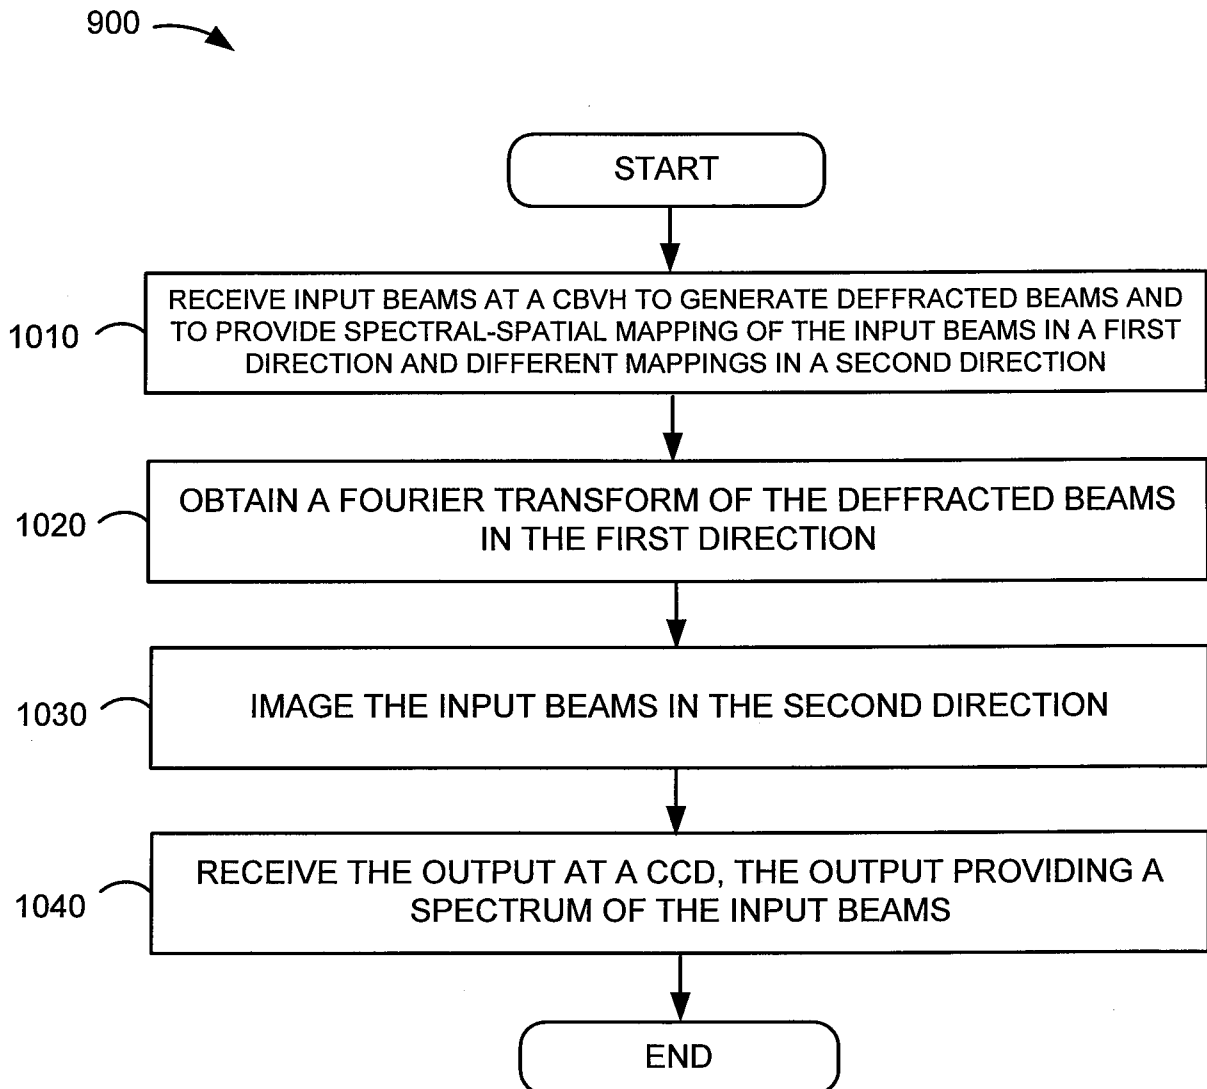 900
START
1010
RECEIVE INPUT BEAMS AT A CBVH TO GENERATE DEFFRACTED BEAMS AND
TO PROVIDE SPECTRAL-SPATIAL MAPPING OF THE INPUT BEAMS IN A FIRST
DIRECTION AND DIFFERENT MAPPINGS IN A SECOND DIRECTION
1020
OBTAIN A FOURIER TRANSFORM OF THE DEFFRACTED BEAMS
IN THE FIRST DIRECTION
1030
IMAGE THE INPUT BEAMS IN THE SECOND DIRECTION
1040
RECEIVE THE OUTPUT AT A CCD, THE OUTPUT PROVIDING A
SPECTRUM OF THE INPUT BEAMS
END